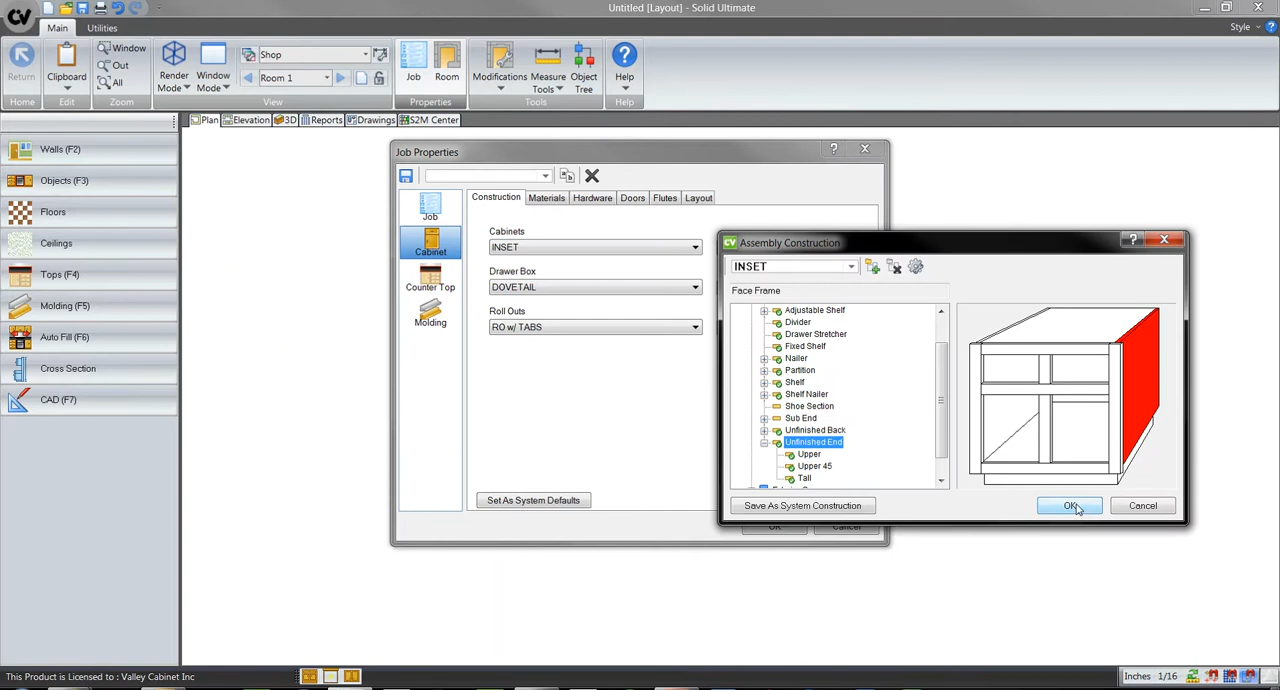 CV
Untitled [Layout] - Solid Ultimate
Main
Utilities
Style
Return
Home
Clipboard
Edit
Window
Out
All
Zoom
Render Mode
Window Mode
Shop
Room 1
View
Job
Room
Properties
Modifications
Measure Tools
Object Tree
Tools
Help
Help
Plan
Elevation
3D
Reports
Drawings
S2M Center
Walls (F2)
Objects (F3)
Floors
Ceilings
Tops (F4)
Molding (F5)
Auto Fill (F6)
Cross Section
CAD (F7)
Job Properties
Job
Cabinet
Counter Top
Molding
Construction
Materials
Hardware
Doors
Flutes
Layout
Cabinets
INSET
Drawer Box
DOVETAIL
Roll Outs
RO w/ TABS
Set As System Defaults
OK
Cancel
CV Assembly Construction
INSET
Face Frame
Adjustable Shelf
Divider
Drawer Stretcher
Fixed Shelf
Nailer
Partition
Shelf
Shelf Nailer
Shoe Section
Sub End
Unfinished Back
Unfinished End
Upper
Upper 45
Tall
Save As System Construction
OK
Cancel
This Product is Licensed to : Valley Cabinet Inc
Inches
1/16